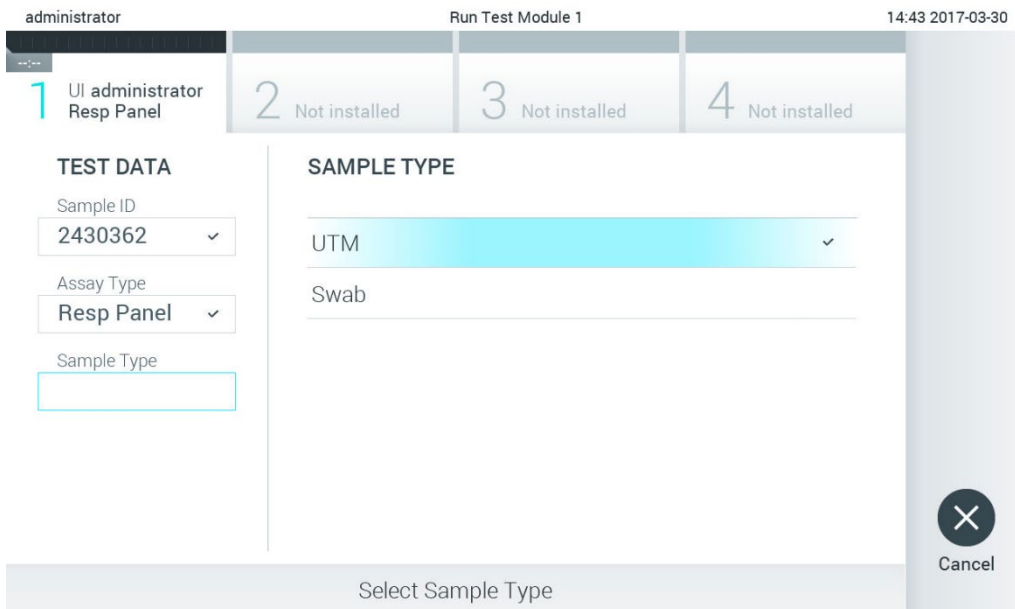 administrator
Run Test Module 1
14:43 2017-03-30
--:--
1
UI administrator
Resp Panel
2 Not installed
3 Not installed
4 Not installed
TEST DATA
Sample ID
2430362
Assay Type
Resp Panel
Sample Type
SAMPLE TYPE
UTM
Swab
Cancel
Select Sample Type